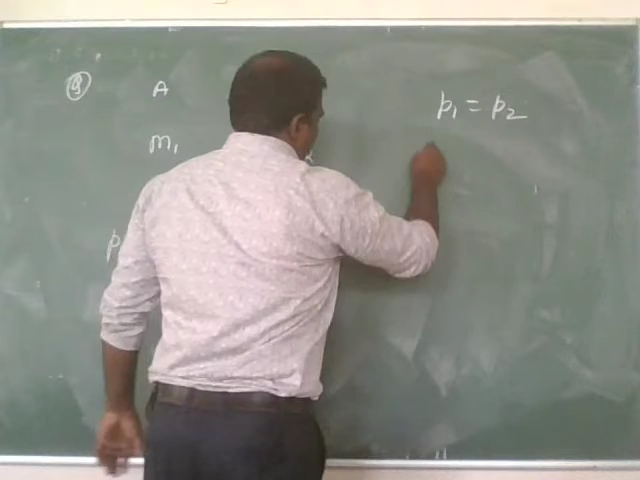 Q A
p₁ = p₂
m₁
p